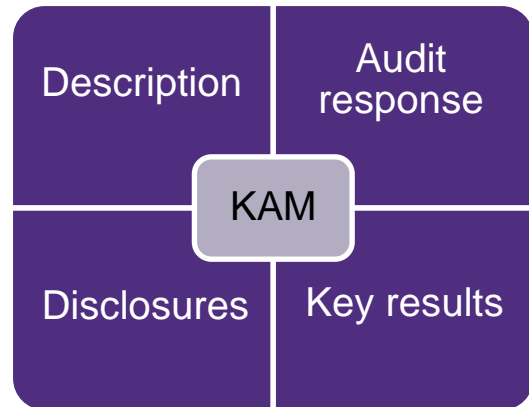 Description
Audit
response
KAM
Disclosures
Key results